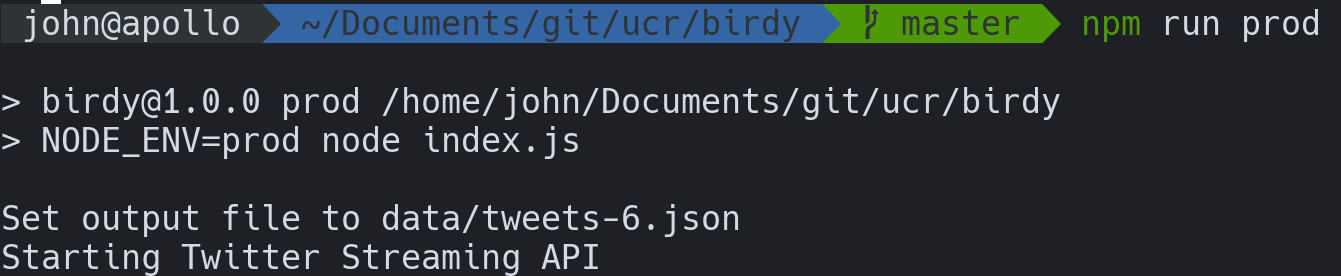 john@apollo ~/Documents/git/ucr/birdy master npm run prod
> birdy@1.0.0 prod /home/john/Documents/git/ucr/birdy
> NODE_ENV=prod node index.js
Set output file to data/tweets-6.json
Starting Twitter Streaming API